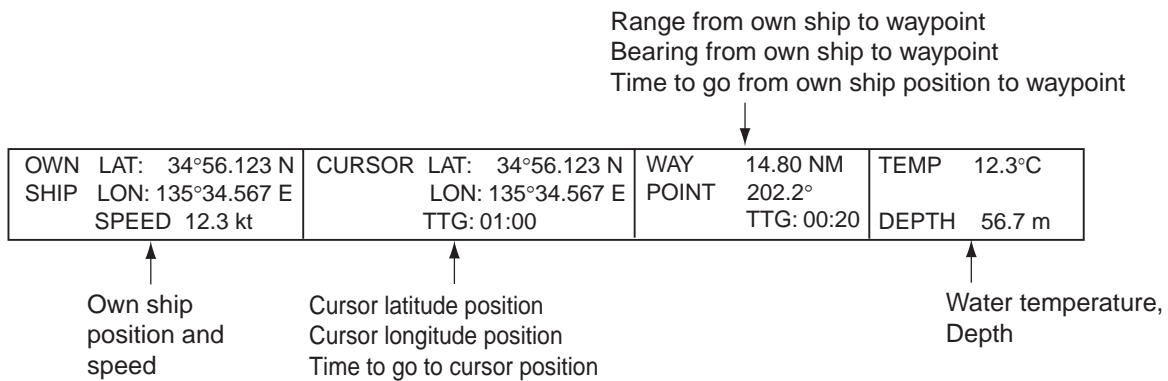 Range from own ship to waypoint
Bearing from own ship to waypoint
Time to go from own ship position to waypoint
OWN LAT: 34°56.123 N CURSOR LAT: 34°56.123 N WAY 14.80 NM TEMP 12.3°C
SHIP LON: 135°34.567 E LON: 135°34.567 E POINT 202.2°
SPEED 12.3 kt TTG: 01:00 TTG: 00:20 DEPTH 56.7 m
Own ship
position and
speed
Cursor latitude position
Cursor longitude position
Time to go to cursor position
Water temperature,
Depth